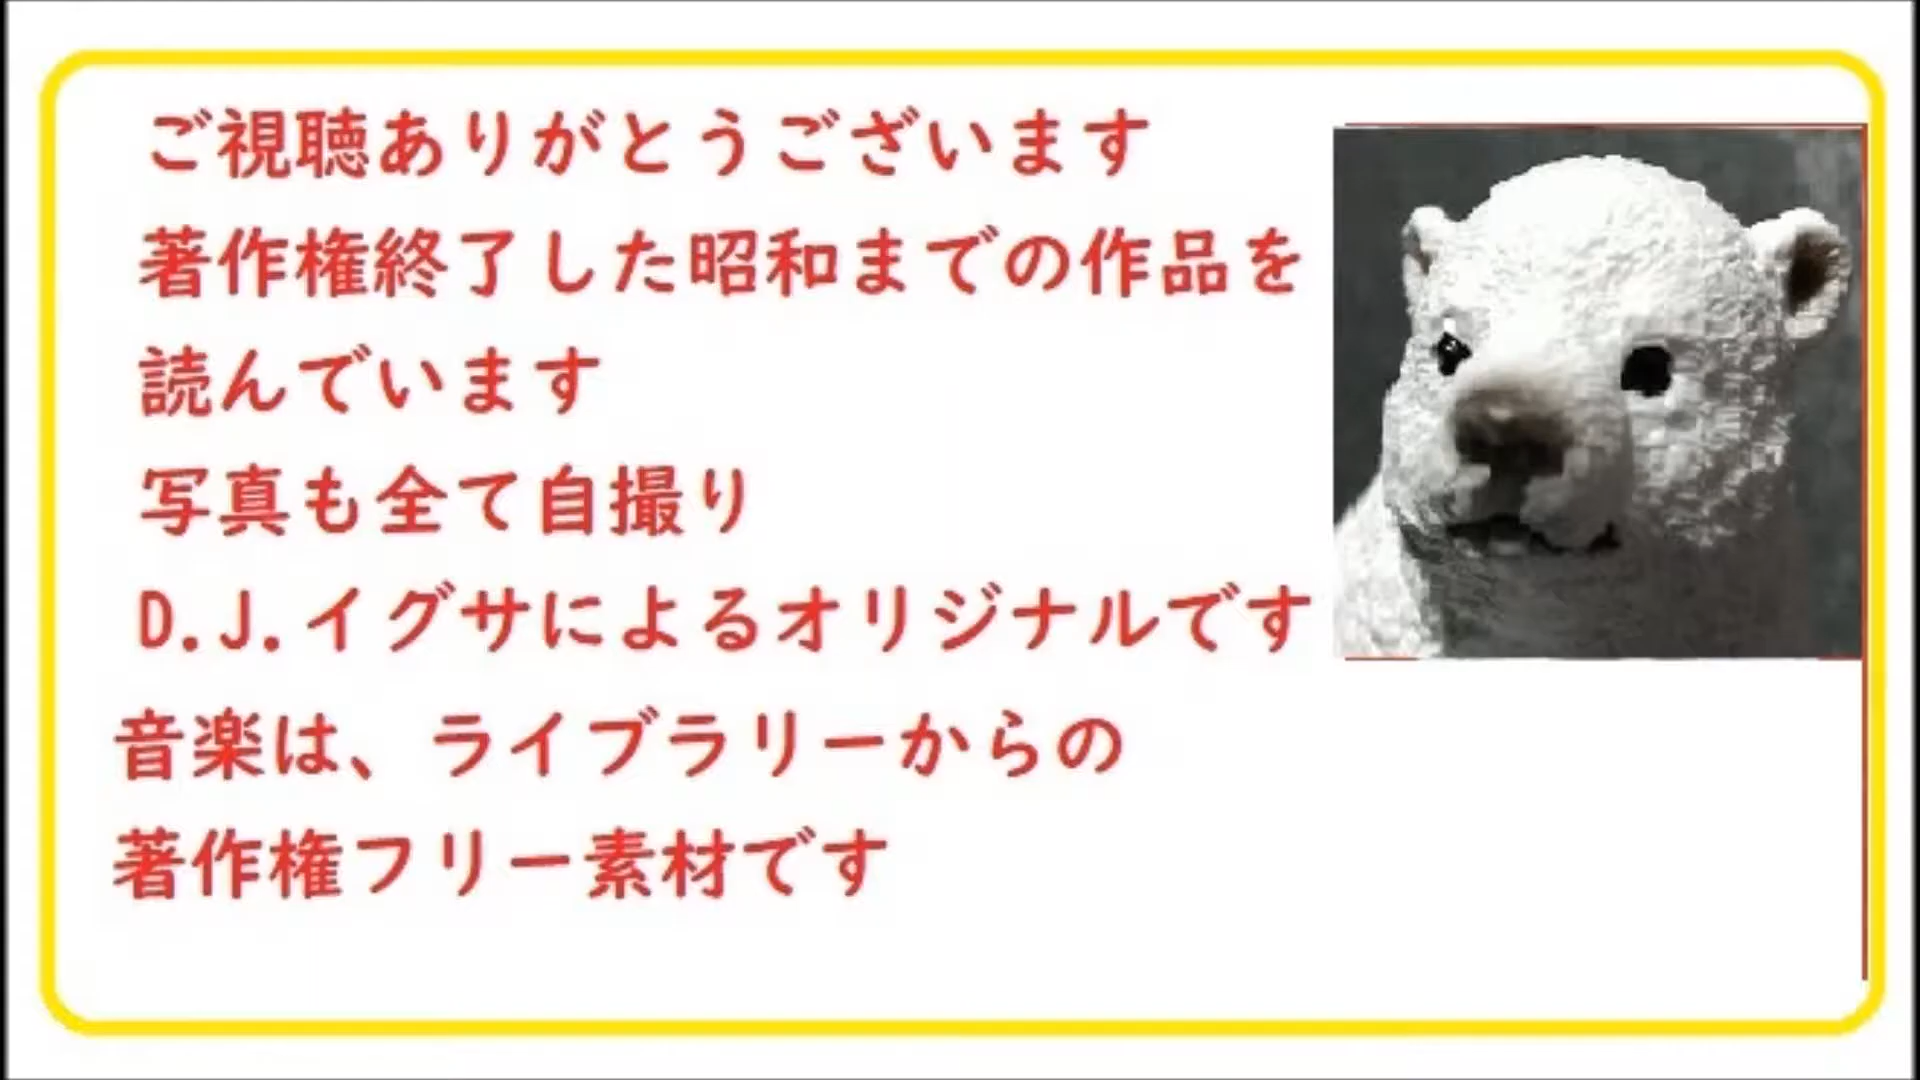 ご視聴ありがとうございます
著作権終了した昭和までの作品を
読んでいます
写真も全て自撮り
D.J.イグサによるオリジナルです
音楽は、ライブラリーからの
著作権フリー素材です